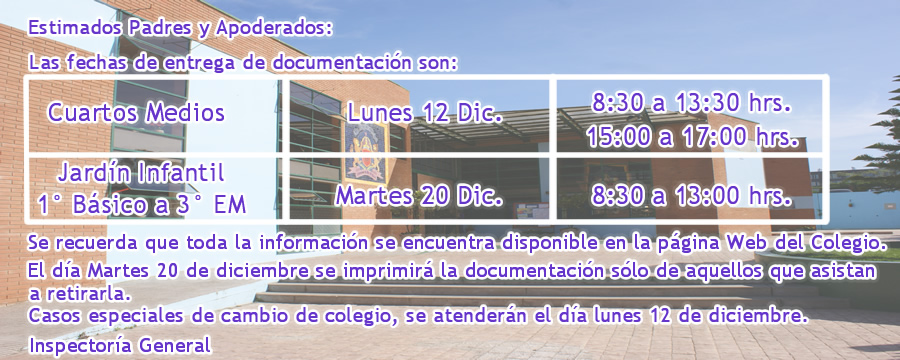 Estimados Padres y Apoderados:
Las fechas de entrega de documentación son:
Cuartos Medios
Lunes 12 Dic.
8:30 a 13:30 hrs.
15:00 a 17:00 hrs.
Jardín Infantil
1° Básico a 3° EM
Martes 20 Dic.
8:30 a 13:00 hrs.
Se recuerda que toda la información se encuentra disponible en la página Web del Colegio.
El día Martes 20 de diciembre se imprimirá la documentación sólo de aquellos que asistan
a retirarla.
Casos especiales de cambio de colegio, se atenderán el día lunes 12 de diciembre.
Inspectoría General